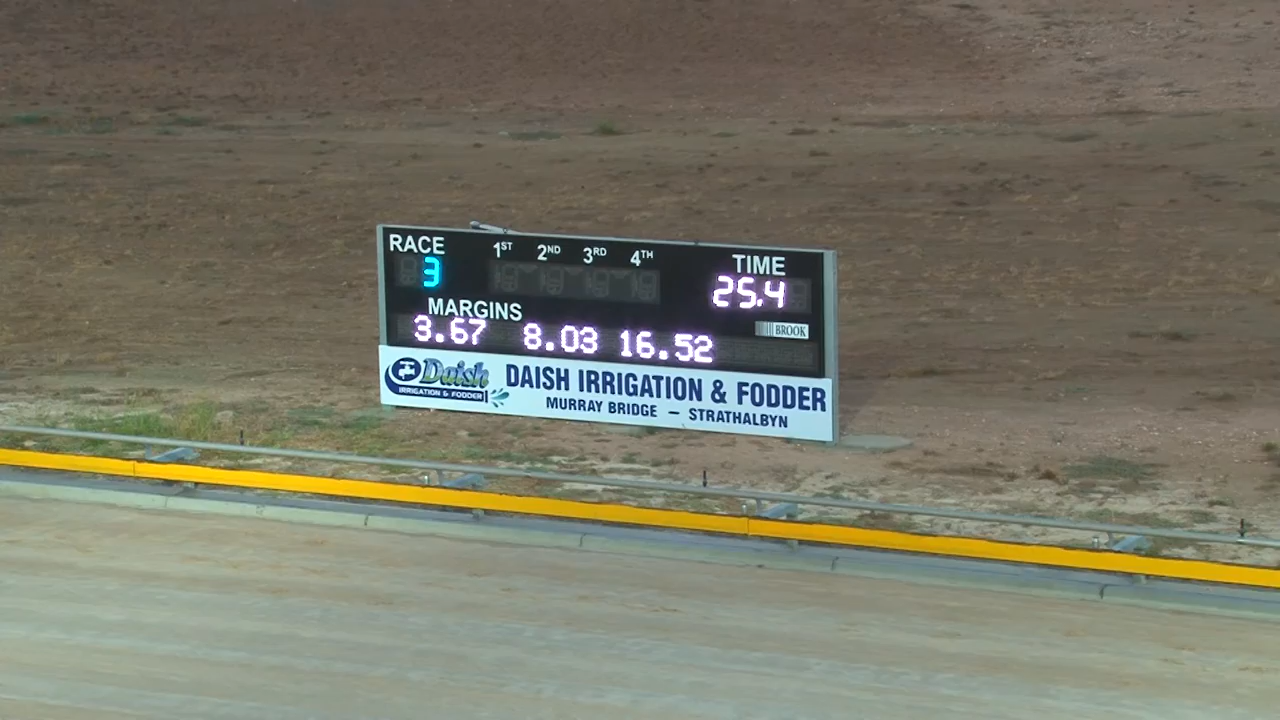 RACE 1ST 2ND 3RD 4TH TIME
3 25.4
MARGINS
BROOK
3.67 8.03 16.52
Daish
IRRIGATION & FODDER
DAISH IRRIGATION & FODDER
MURRAY BRIDGE – STRATHALBYN